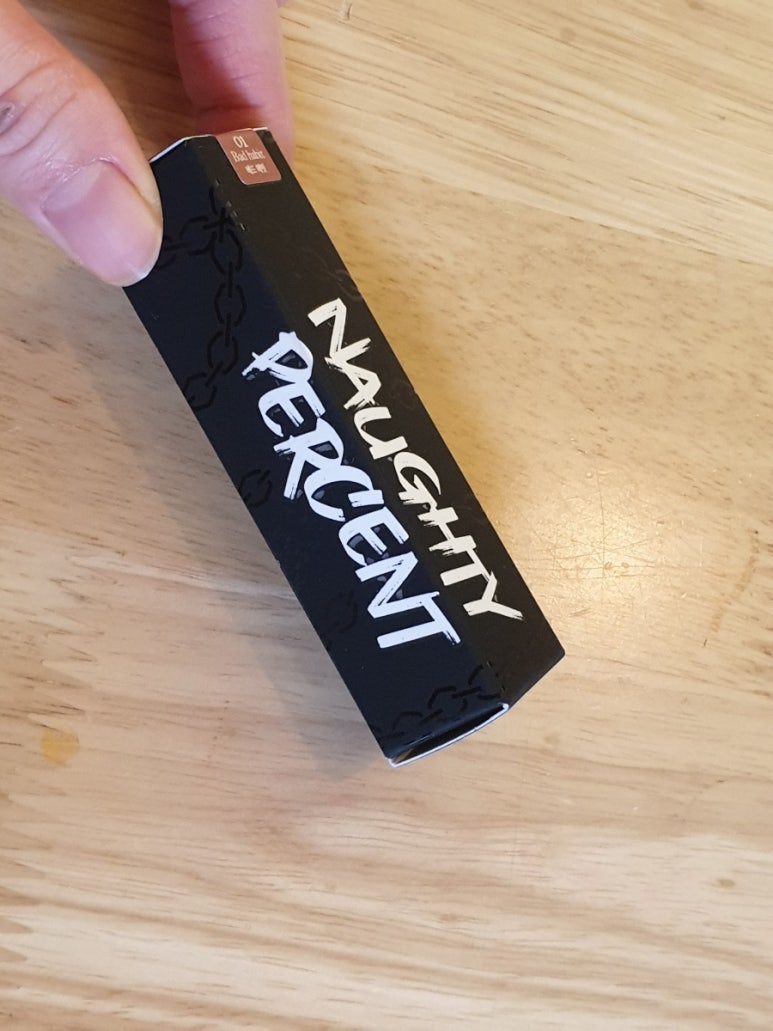 01
Bad habit
NAUGHTY
PERCENT